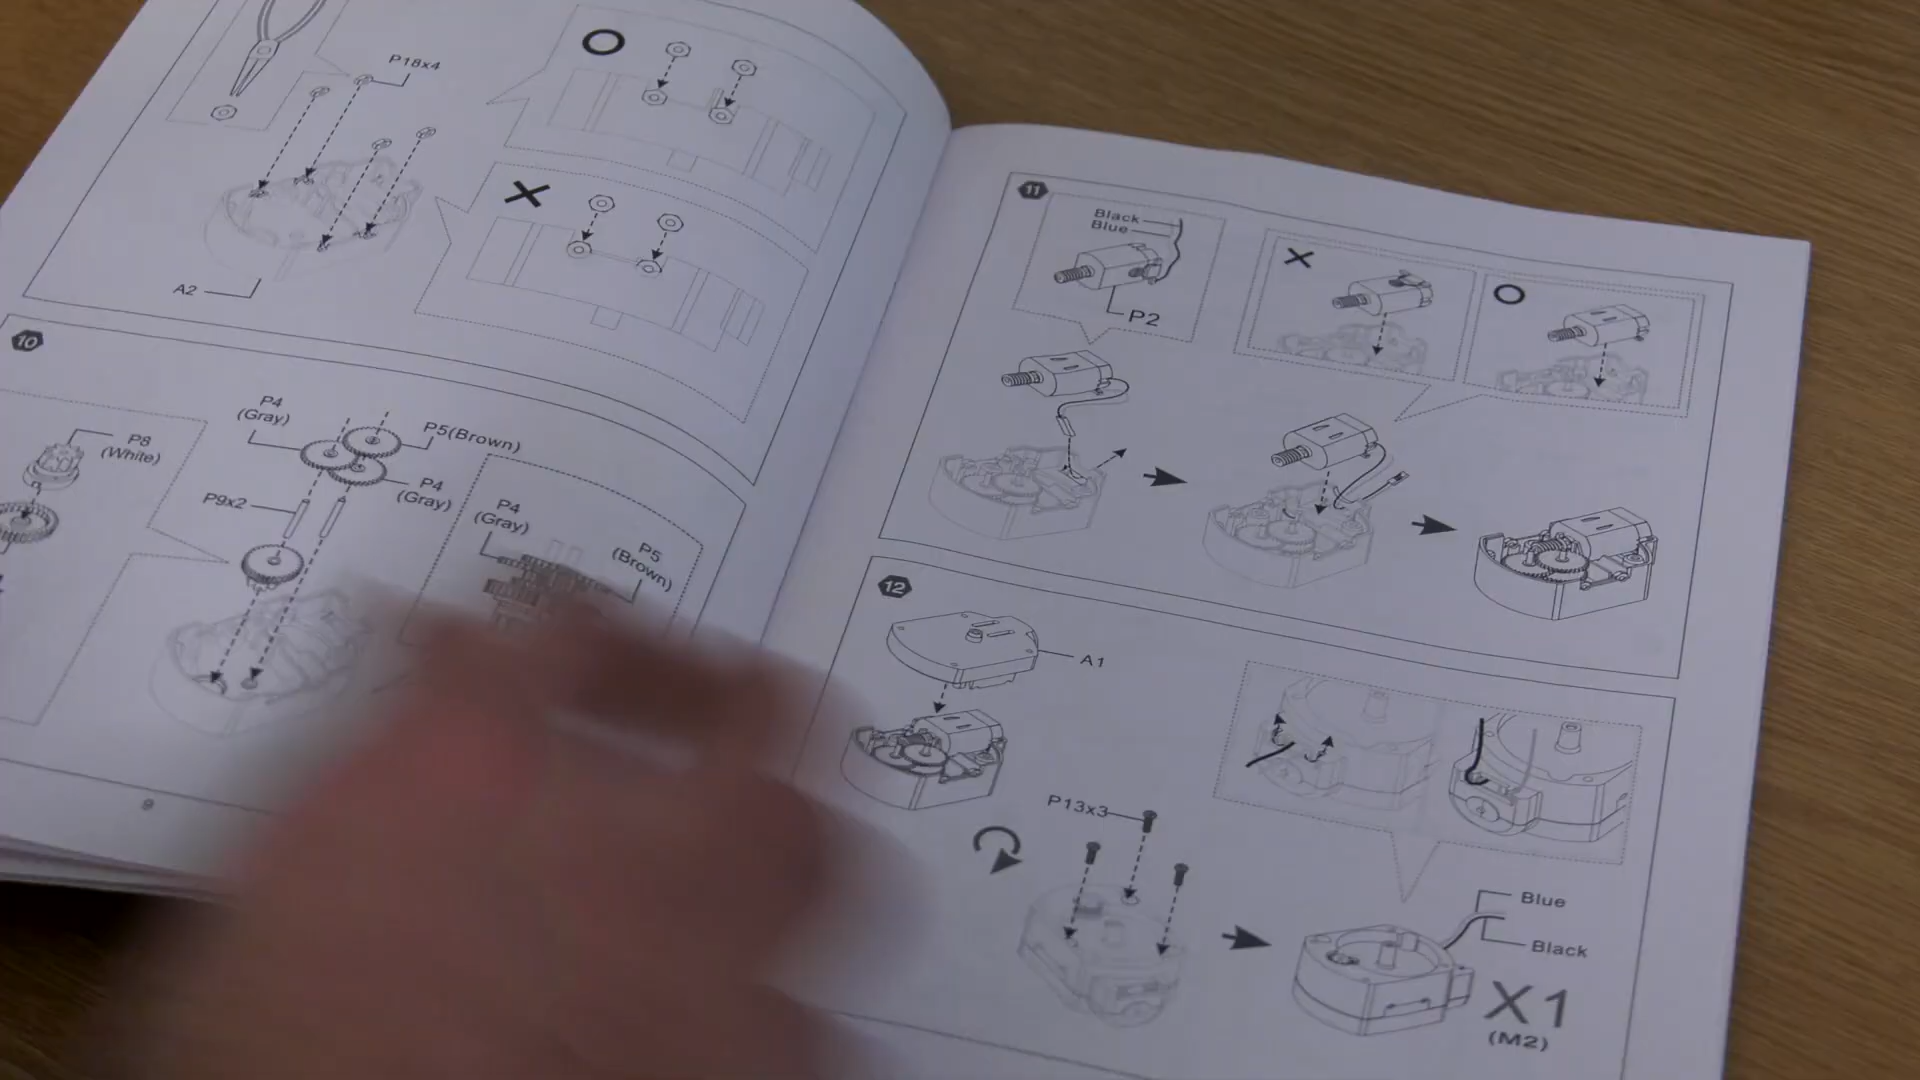 P18x4
A2
10
P8
(White)
P4
(Gray)
P5(Brown)
P4
(Gray)
P9x2
P4
(Gray)
P5
(Brown)
9
11
Black
Blue
P2
12
A1
P13x3
Blue
Black
X1
(M2)